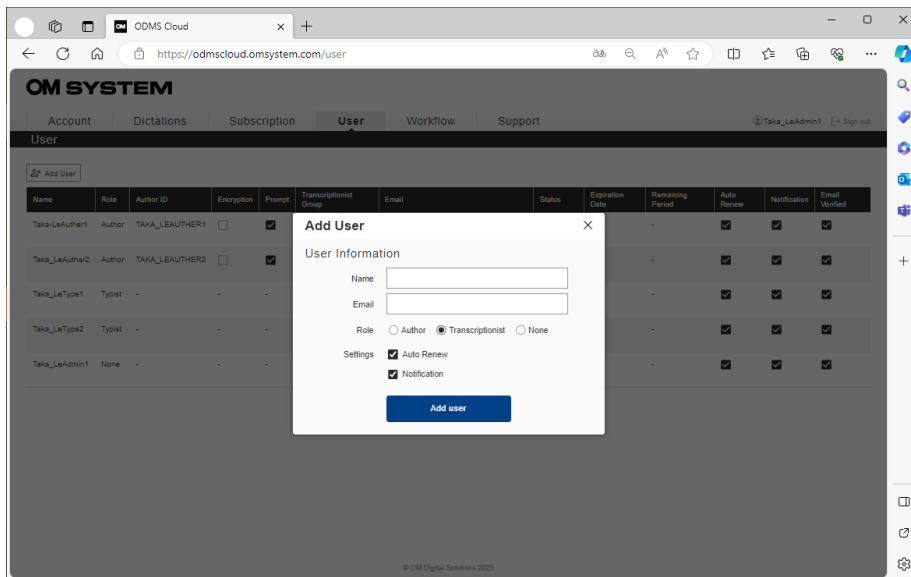 ODMS Cloud
https://odmscloud.omsystem.com/user
OM SYSTEM
Account Dictations Subscription User Workflow Support Taka_LeAdmin1 Sign out
User
Add User
Name Role Author ID Encryption Prompt Transcriptionist Group Email Status Expiration Date Remaining Period Auto Renew Notification Email Verified
Taka-LeAuther1 Author TAKA_LEAUTHER1 -
Taka_LeAuther2 Author TAKA_LEAUTHER2 -
Taka_LeType1 Typist - - - -
Taka_LeType2 Typist - - - -
Taka_LeAdmin1 None - - - -
Add User
User Information
Name
Email
Role Author Transcriptionist None
Settings Auto Renew
Notification
Add user
© OM Digital Solutions 2023